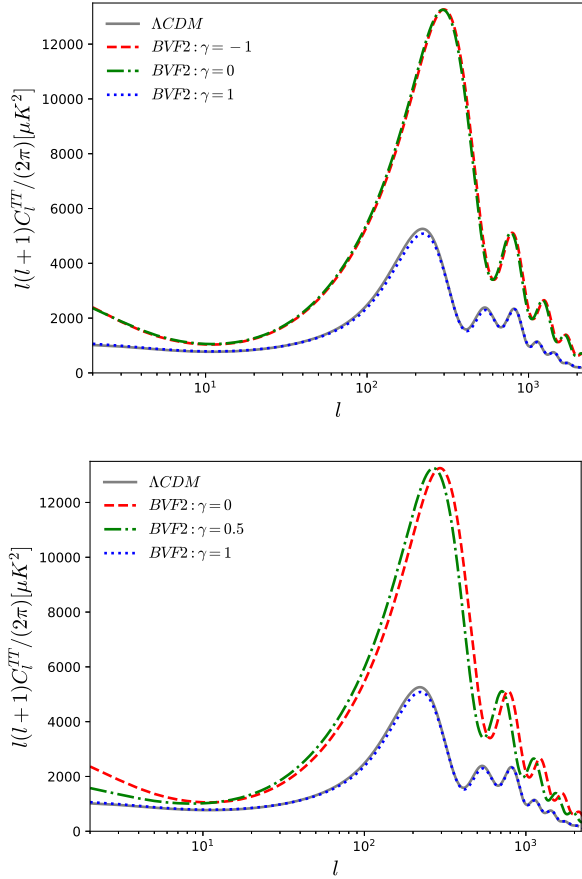 ΛCDM
BVF2: γ = −1
BVF2: γ = 0
BVF2: γ = 1
l(l + 1)C_l^{TT}/(2π)[μK²]
12000
10000
8000
6000
4000
2000
0
10¹ 10² 10³
l
ΛCDM
BVF2: γ = 0
BVF2: γ = 0.5
BVF2: γ = 1
l(l + 1)C_l^{TT}/(2π)[μK²]
12000
10000
8000
6000
4000
2000
0
10¹ 10² 10³
l